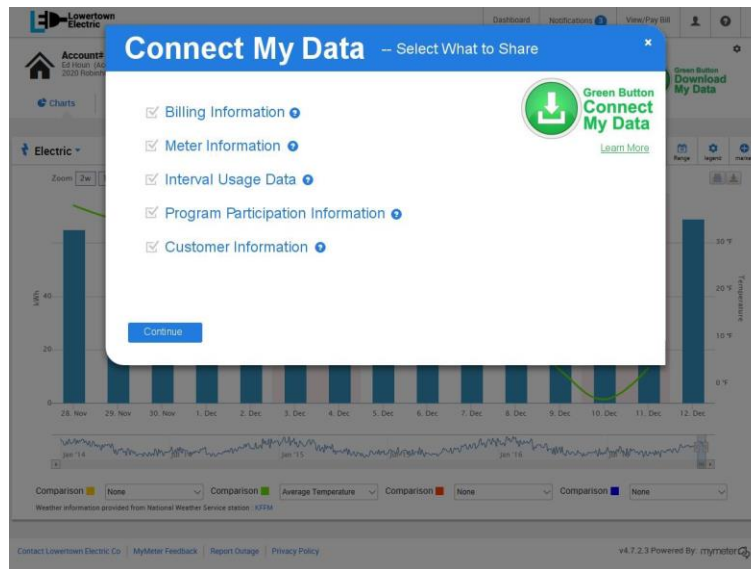 Lowertown
Electric
Dashboard
Notifications 3
View/Pay Bill
Account#
Connect My Data – Select What to Share
×
Green Button
Download
My Data
Charts
Billing Information
Meter Information
Interval Usage Data
Program Participation Information
Customer Information
Green Button
Connect
My Data
Learn More
Continue
Electric
Zoom 2w
Range
legend
kWh
40
20
0
30 °F
20 °F
10 °F
0 °F
Temperature
28. Nov 29. Nov 30. Nov 1. Dec 2. Dec 3. Dec 4. Dec 5. Dec 6. Dec 7. Dec 8. Dec 9. Dec 10. Dec 11. Dec 12. Dec
Jan '14 Jan '15 Jan '16
Comparison None Comparison Average Temperature Comparison None Comparison None
Weather information provided from National Weather Service station : KFFM
Contact Lowertown Electric Co MyMeter Feedback Report Outage Privacy Policy
v4.7.2.3 Powered By: mymeter